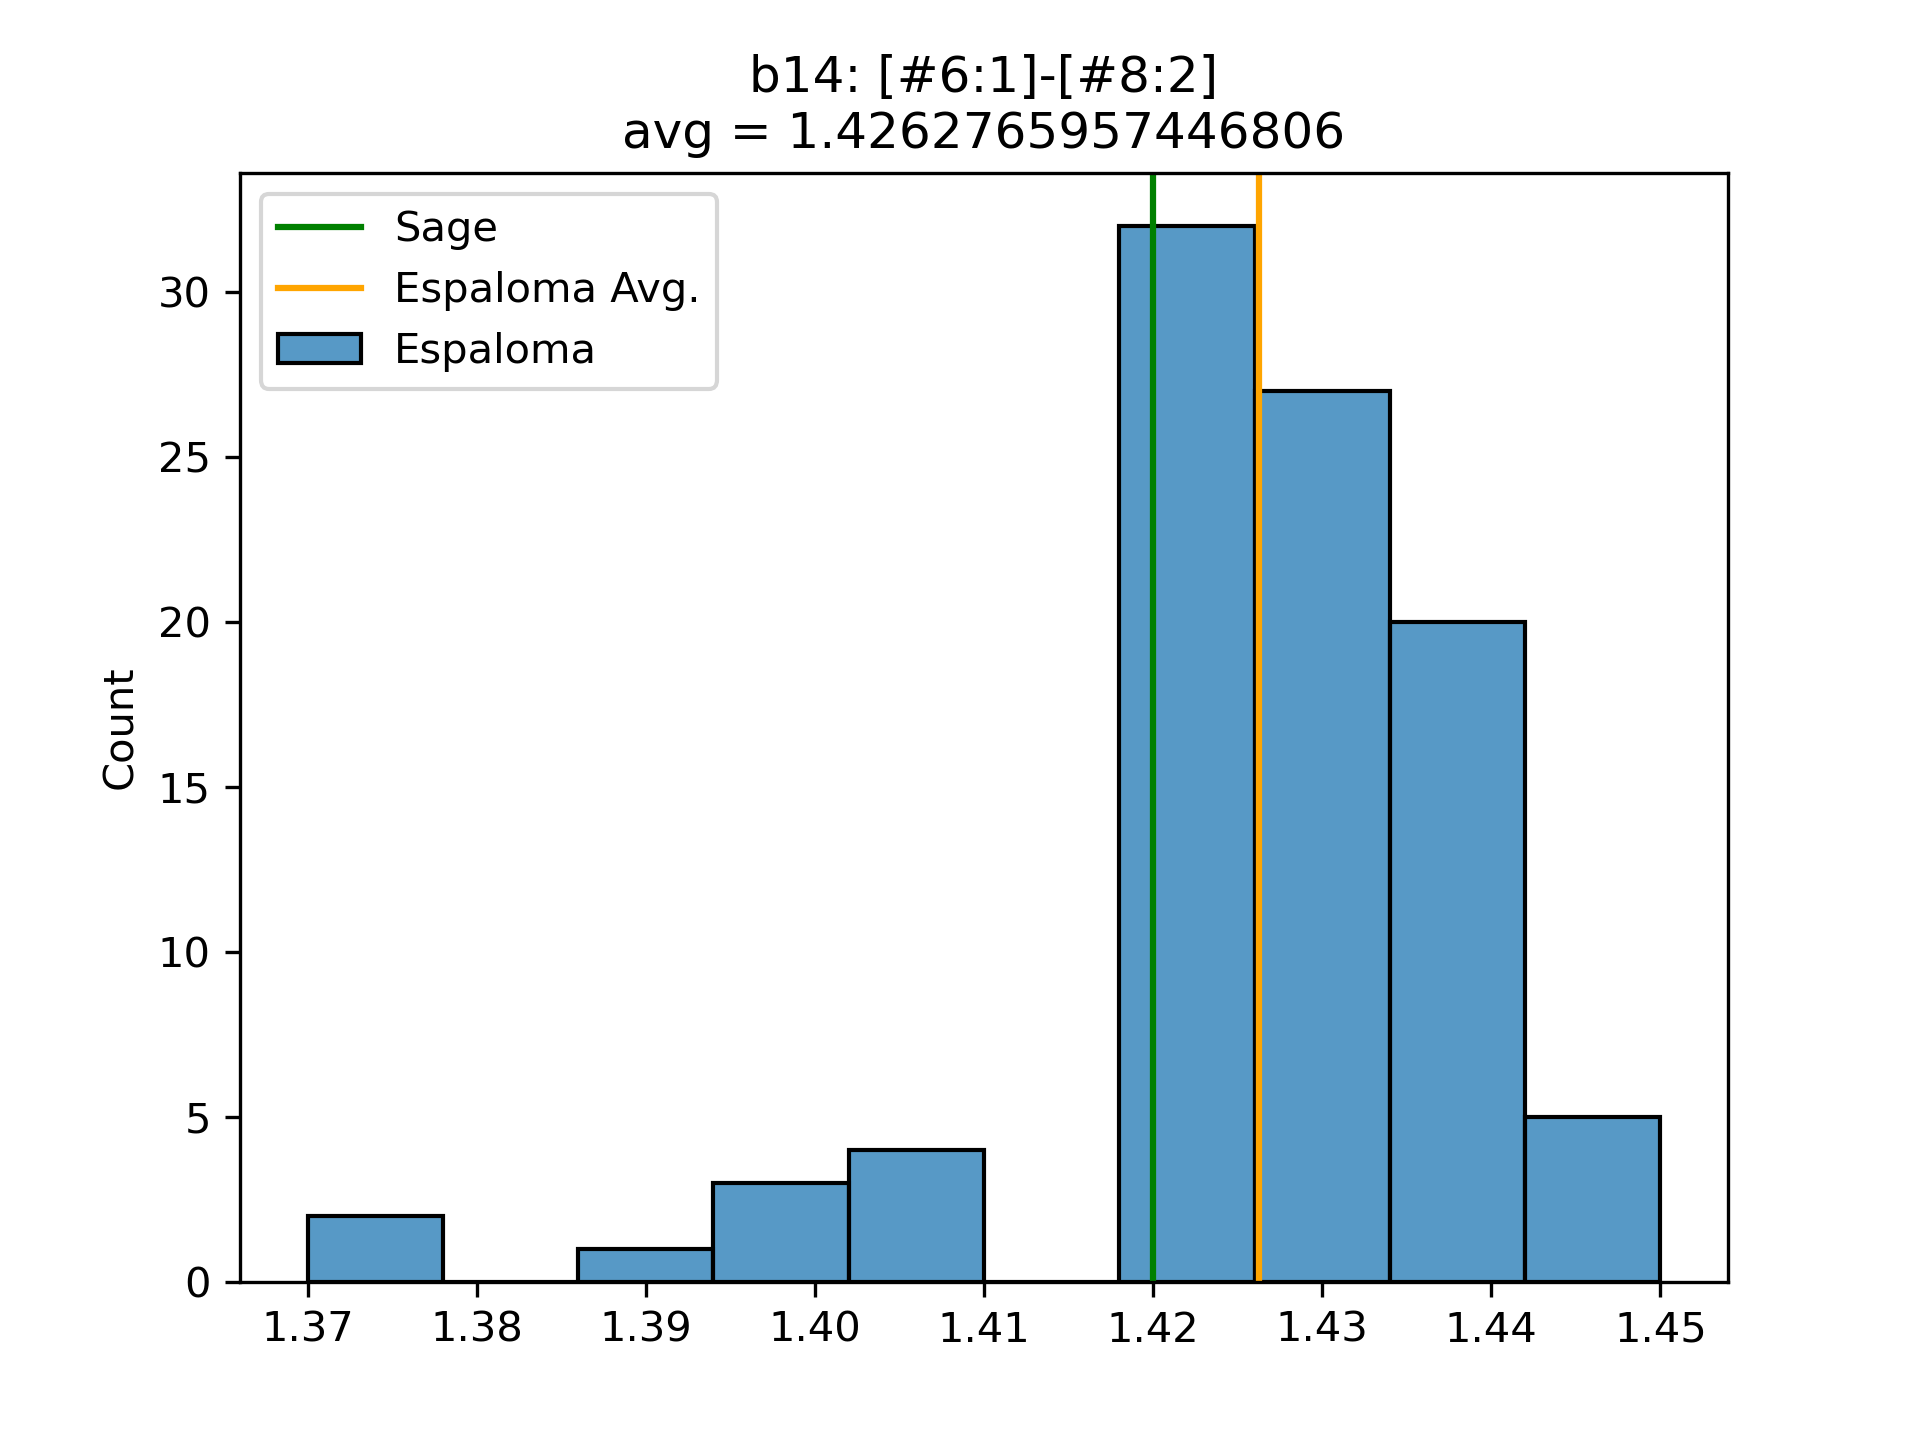 b14: [#6:1]-[#8:2]
avg = 1.4262765957446806
Sage
Espaloma Avg.
Espaloma
Count
30
25
20
15
10
5
0
1.37 1.38 1.39 1.40 1.41 1.42 1.43 1.44 1.45